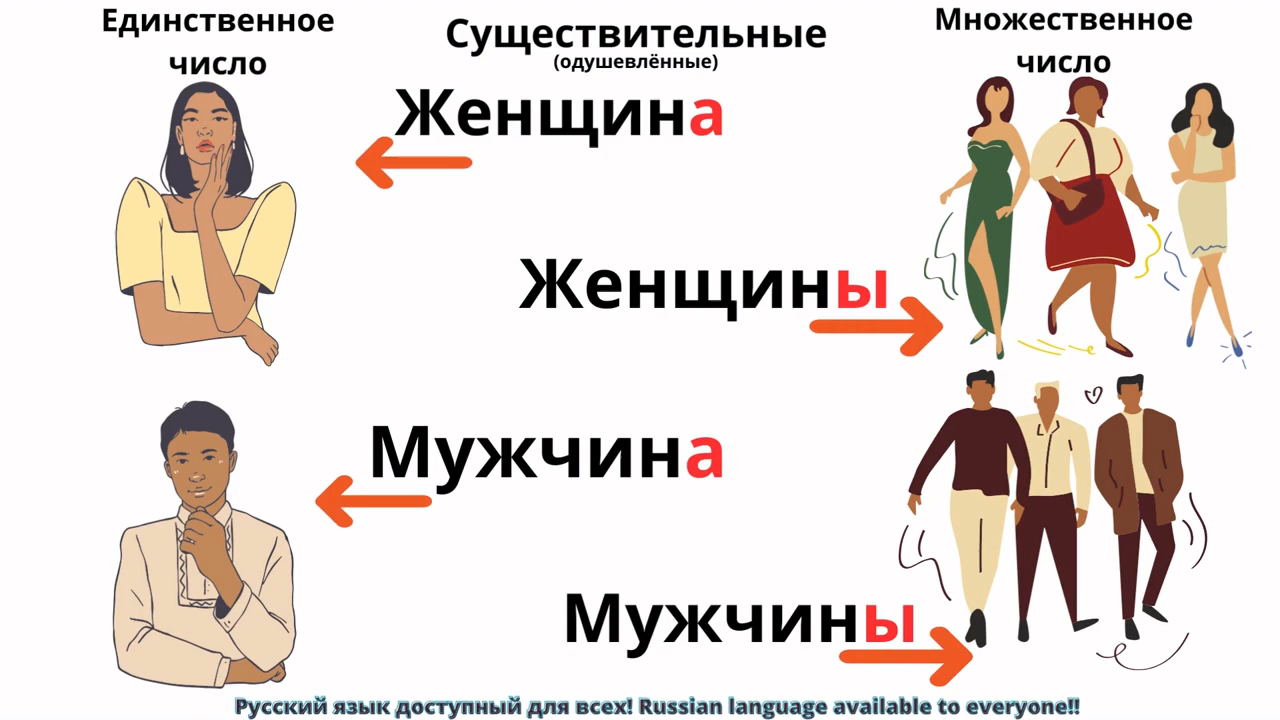 Единственное
число
Существительные
(одушевлённые)
Множественное
число
Женщина
Женщины
Мужчина
Мужчины
Русский язык доступный для всех! Russian language available to everyone!!